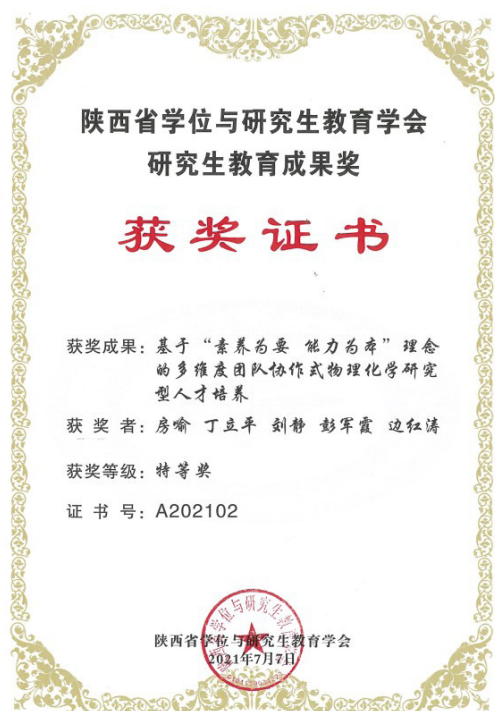 陕西省学位与研究生教育学会
研究生教育成果奖
获奖证书
获奖成果：基于“素养为要 能力为本”理念
的多维度团队协作式物理化学研究
型人才培养
获奖者：房喻 丁立平 刘静 彭军霞 边红涛
获奖等级：特等奖
证书号：A202102
陕西省学位与研究生教育学会
2021年7月7日